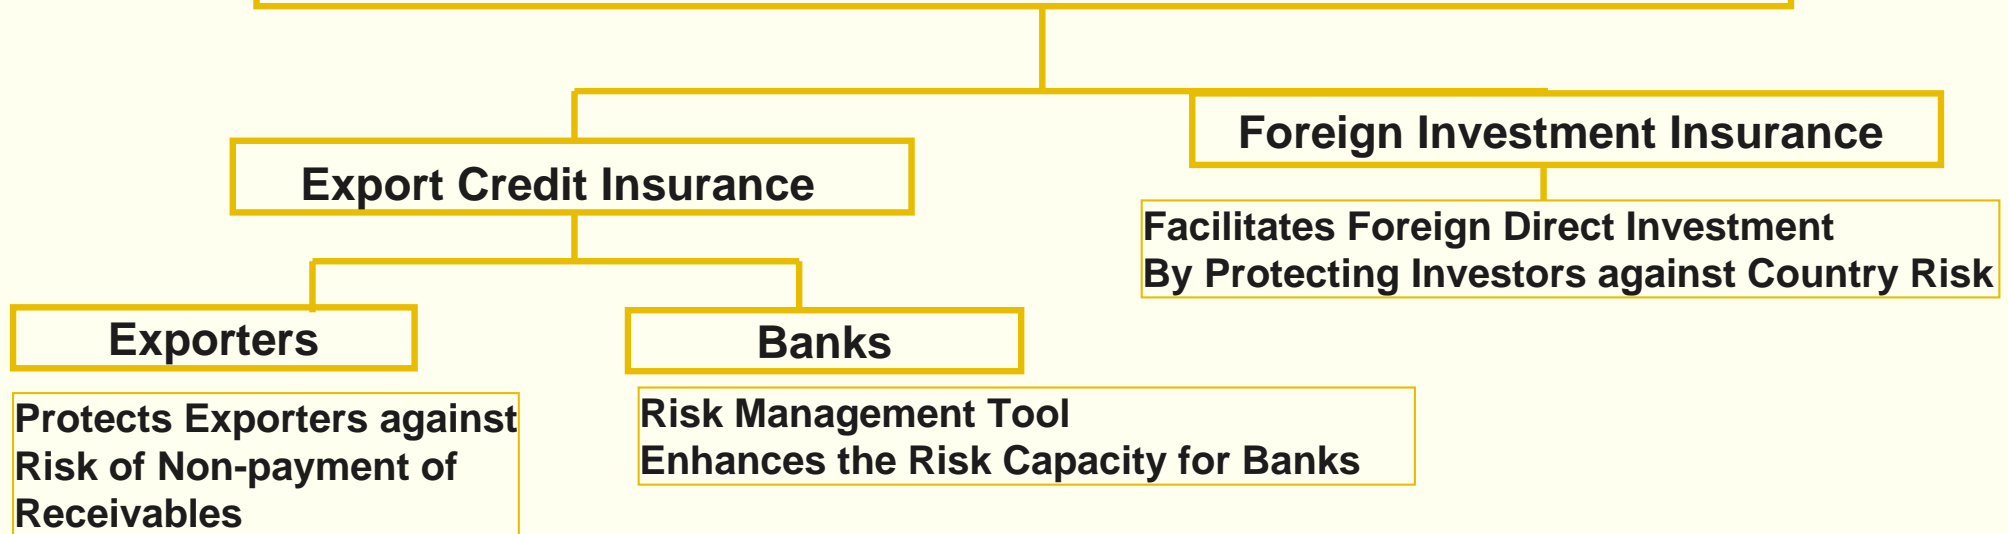 Foreign Investment Insurance
Export Credit Insurance
Facilitates Foreign Direct Investment
By Protecting Investors against Country Risk
Exporters
Banks
Protects Exporters against
Risk of Non-payment of
Receivables
Risk Management Tool
Enhances the Risk Capacity for Banks